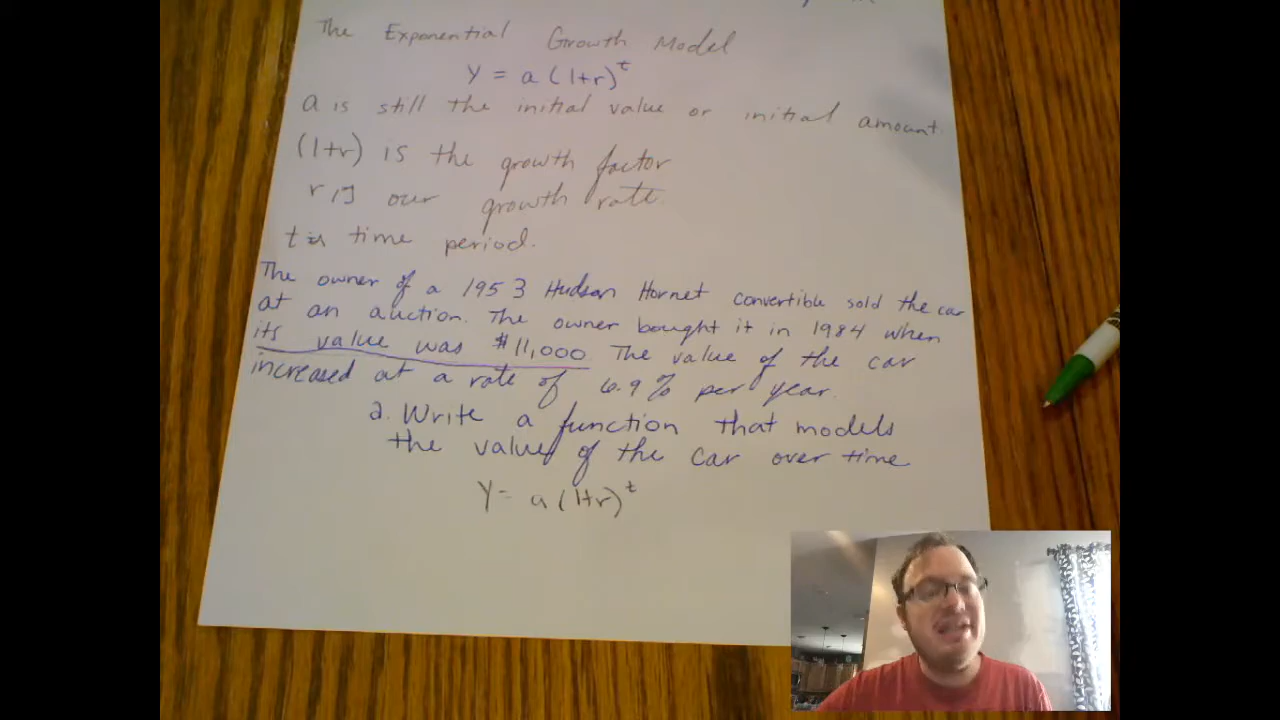 The Exponential Growth Model
Y = a(1+r)^t
a is still the initial value or initial amount.
(1+r) is the growth factor
r is our growth rate.
t is time period.
The owner of a 1953 Hudson Hornet convertible sold the car
at an auction. The owner bought it in 1984 when
its value was $11,000. The value of the car
increased at a rate of 6.9% per year.
a. Write a function that models
the value of the car over time
Y= a(1+r)^t